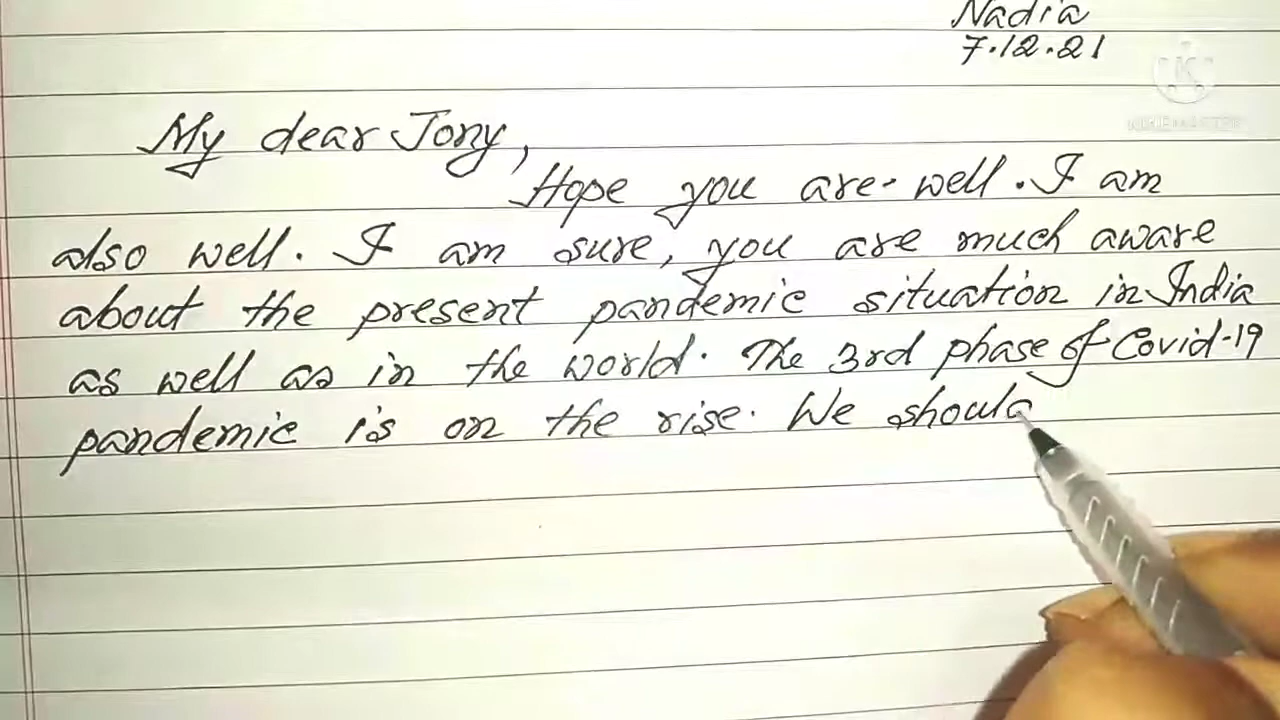 Nadia
7.12.21
KINEMASTER
My dear Jony,
Hope you are well. I am
also well. I am sure, you are much aware
about the present pandemic situation in India
as well as in the world. The 3rd phase of Covid-19
pandemic is on the rise. We should